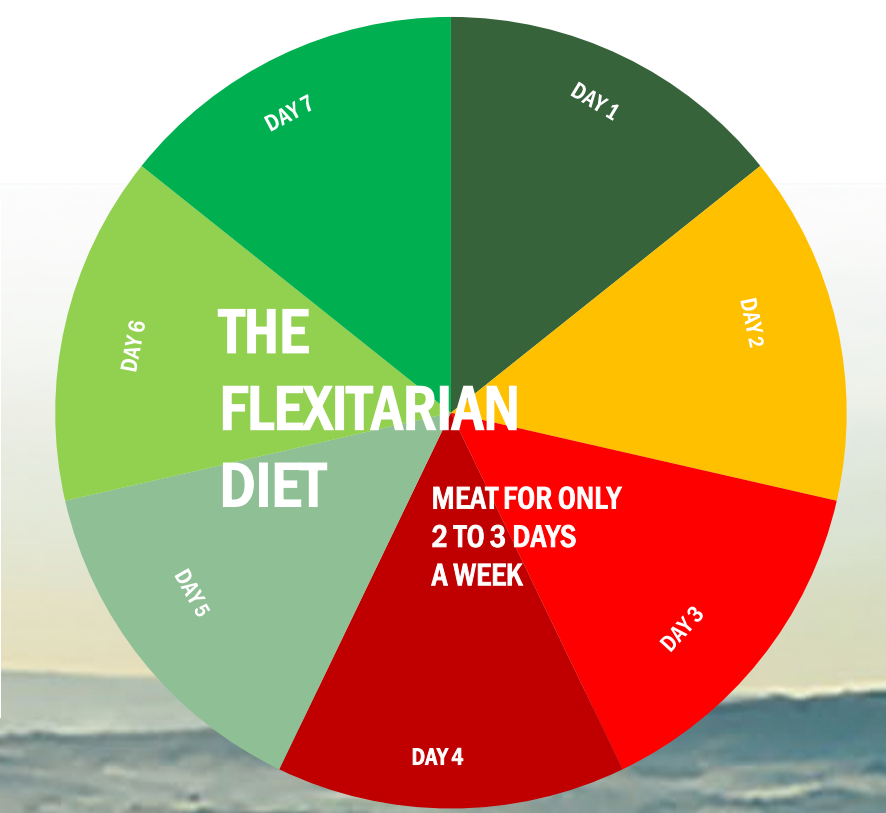 DAY 7
DAY 1
DAY 6
DAY 2
THE
FLEXITARIAN
DIET
MEAT FOR ONLY
2 TO 3 DAYS
A WEEK
DAY 5
DAY 3
DAY 4